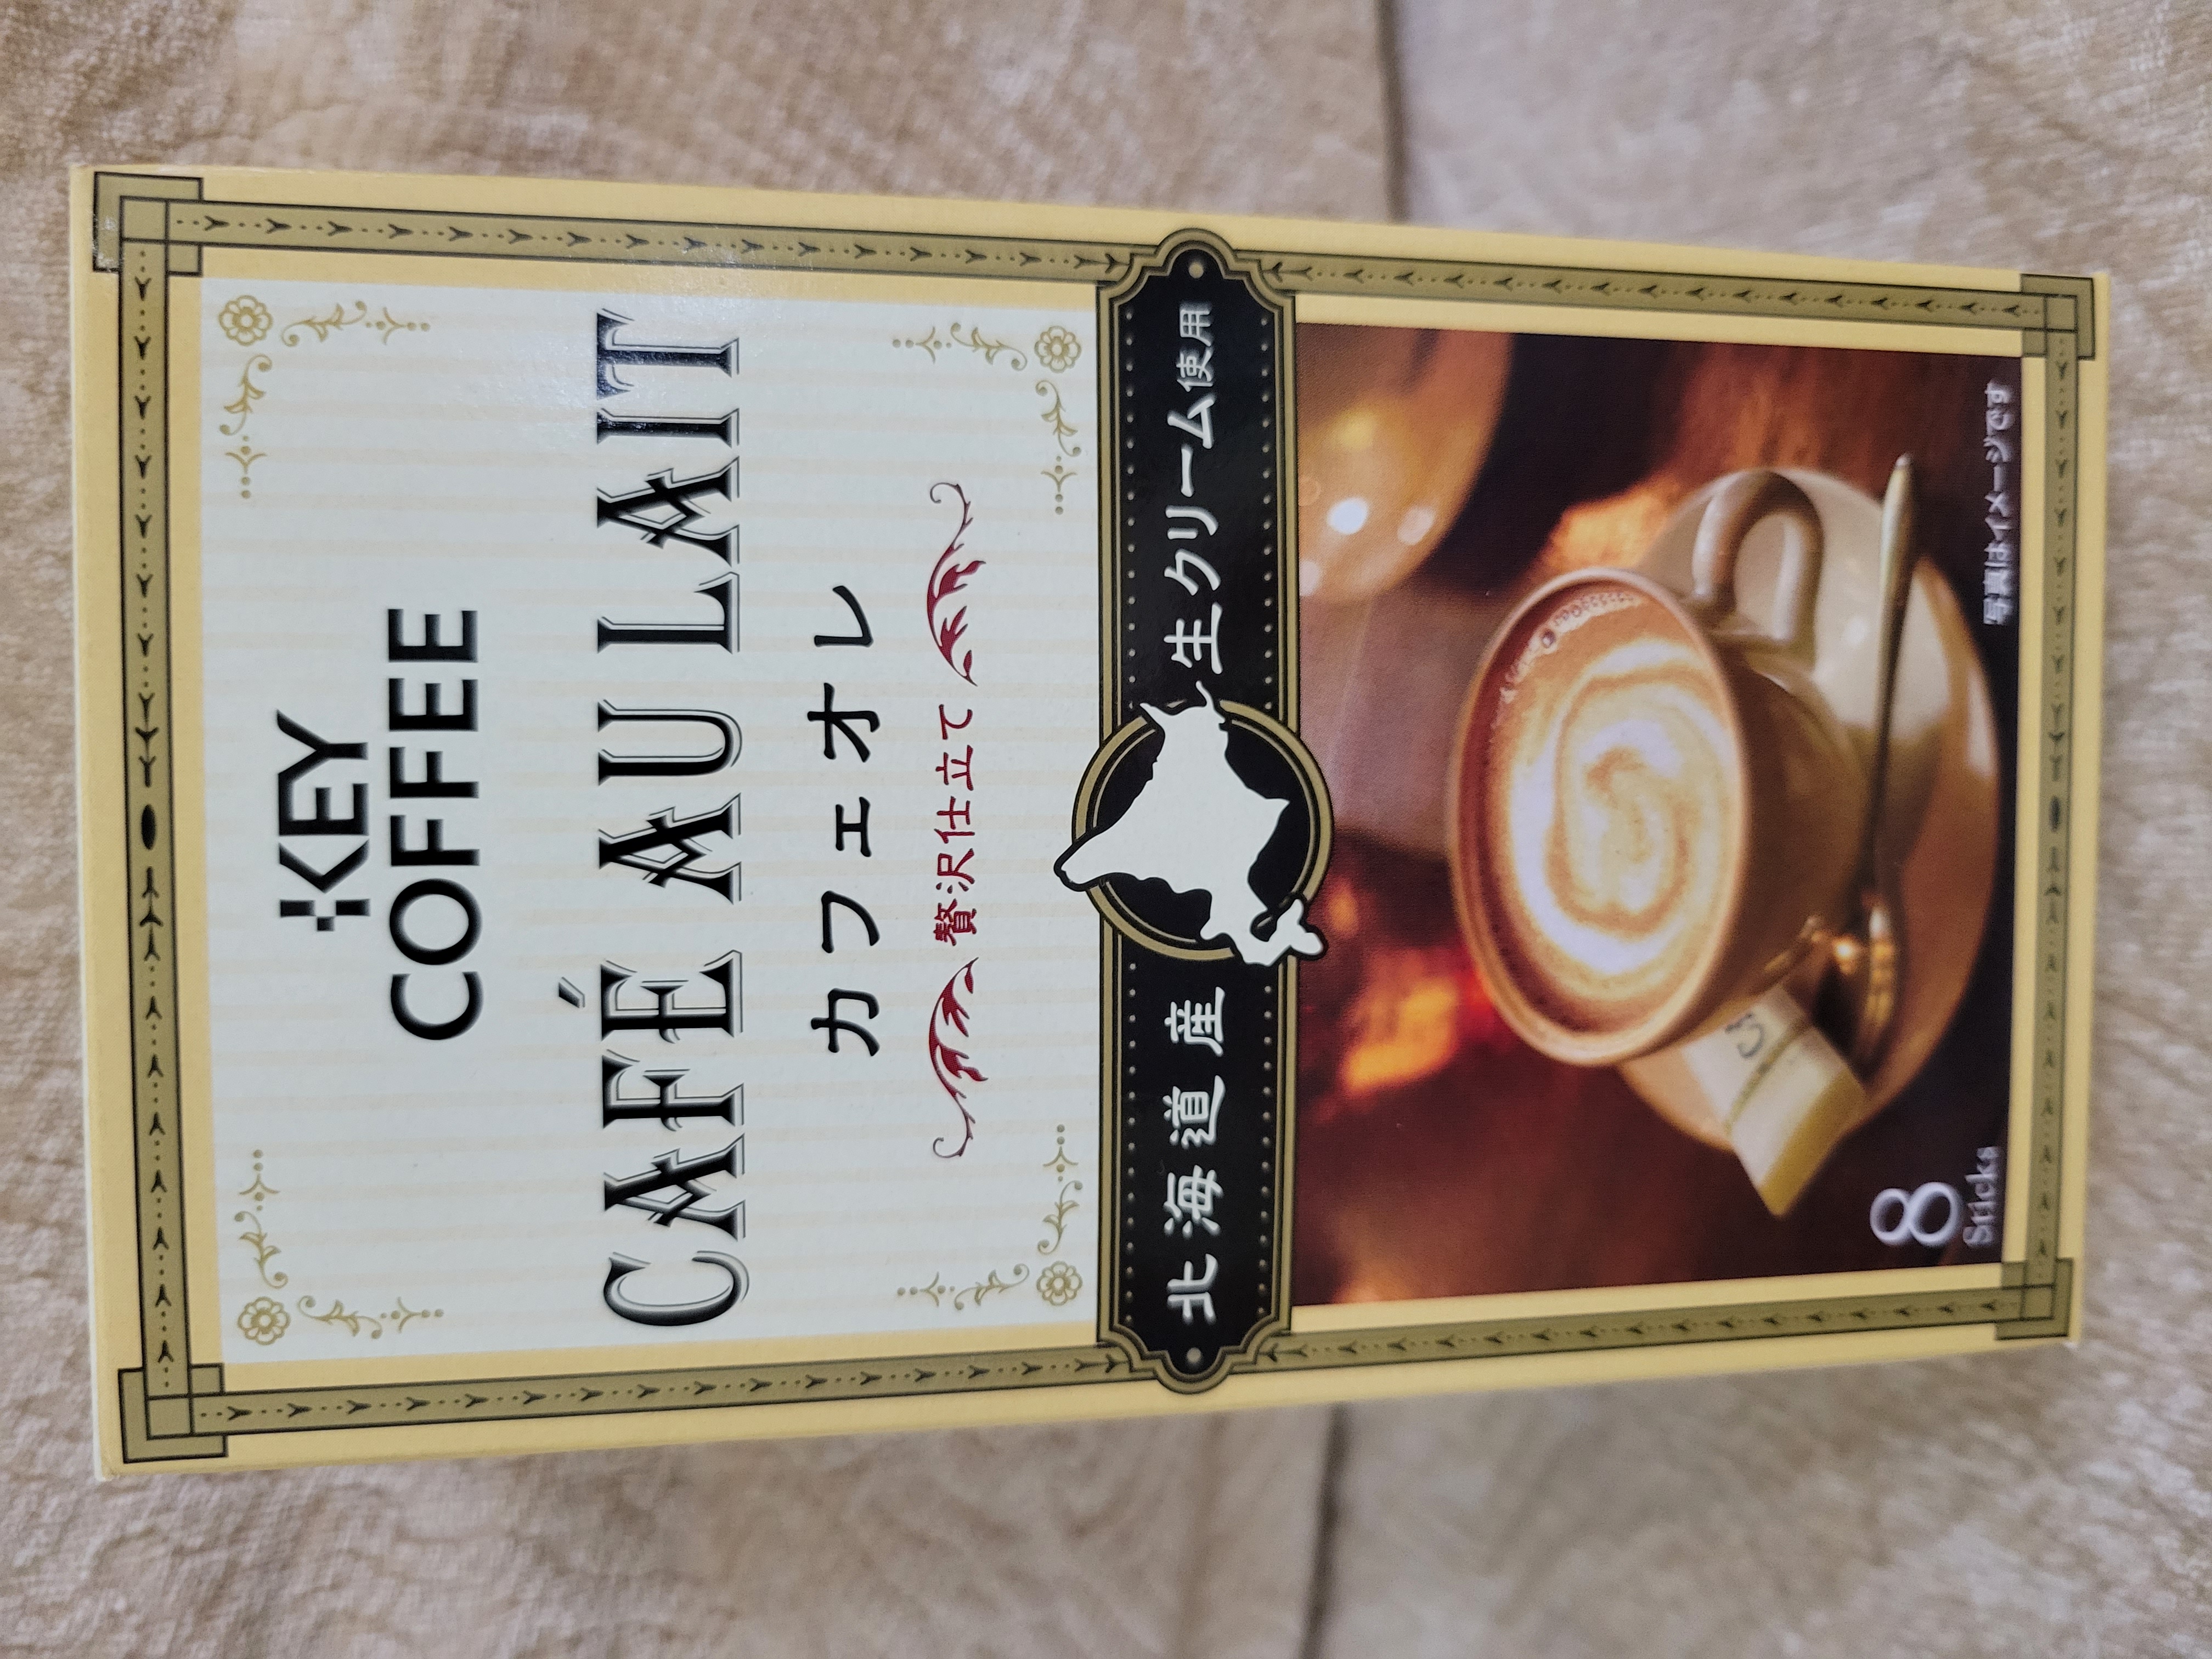 KEY
COFFEE
CAFÉ AU LAIT
カフェオレ
贅沢仕立て
北海道産 生クリーム使用
8
Sticks
写真はイメージです